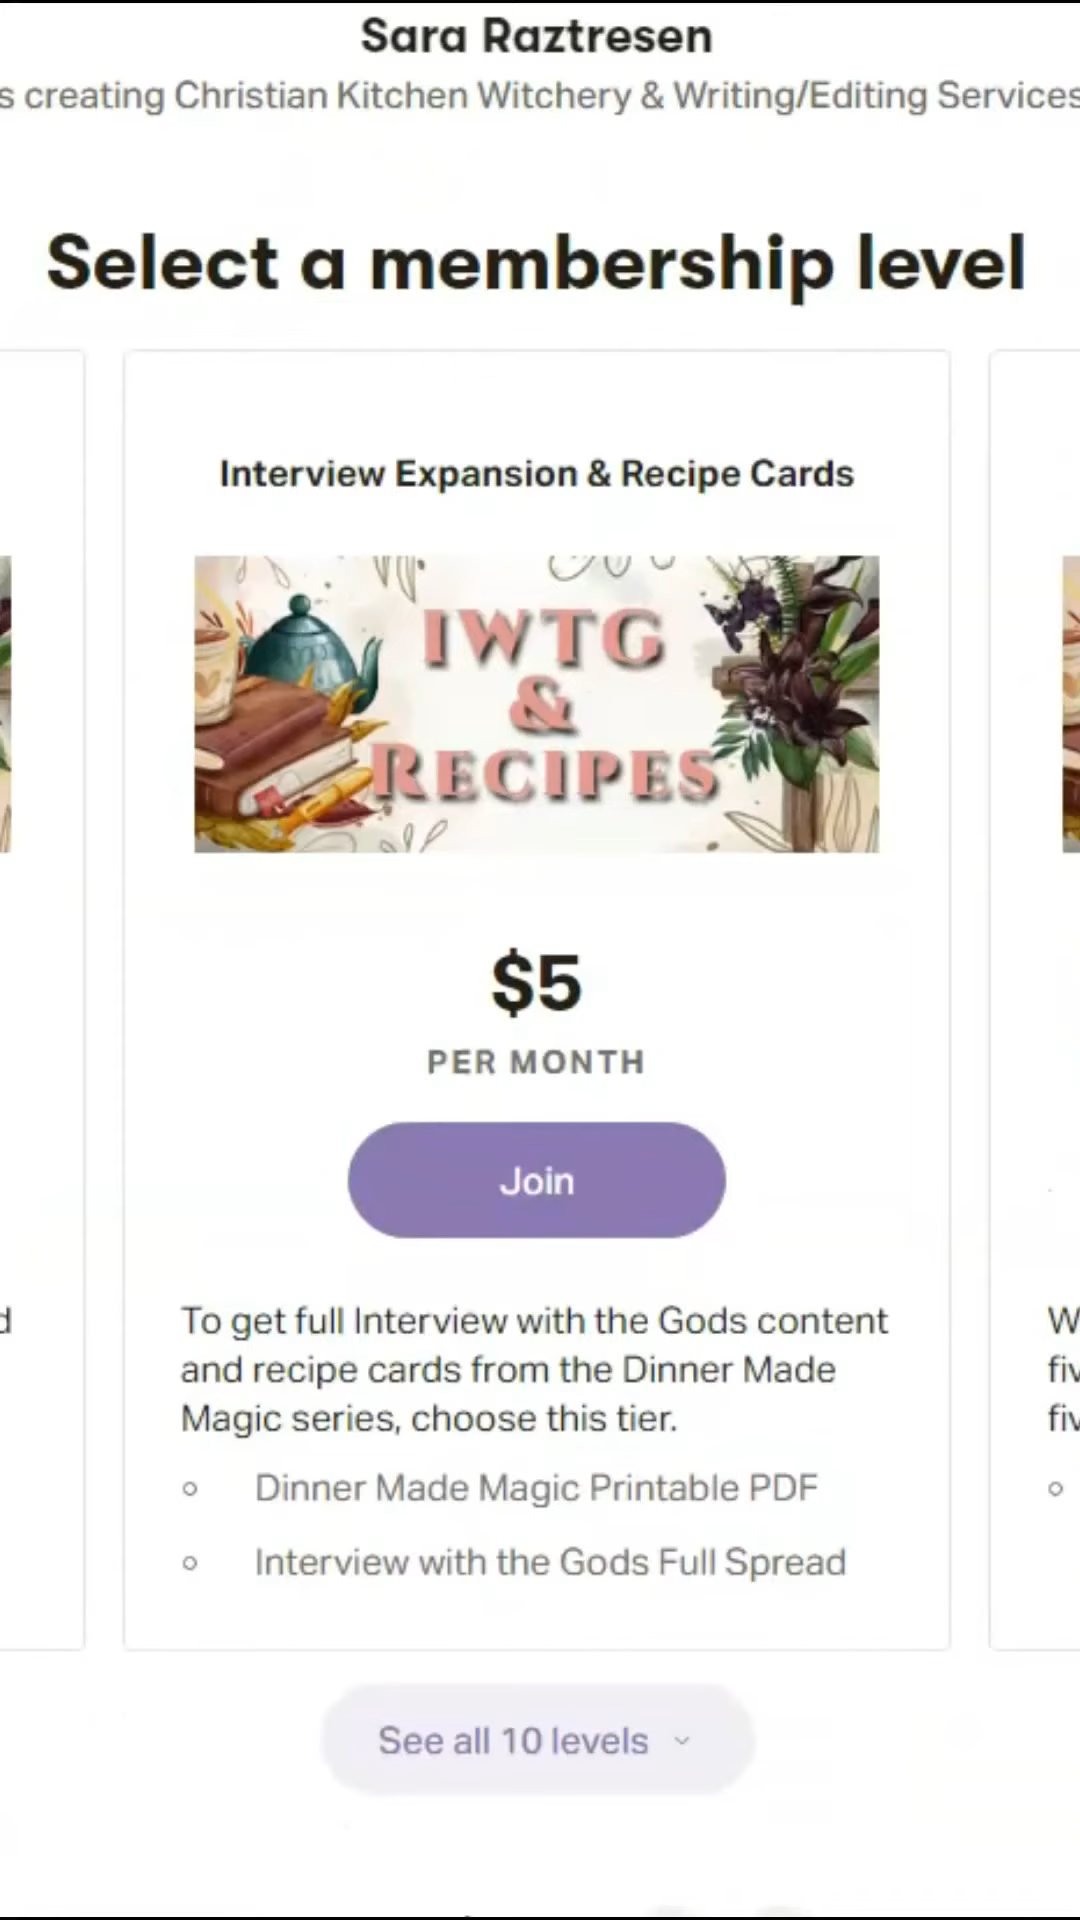 Sara Raztresen
s creating Christian Kitchen Witchery & Writing/Editing Services
Select a membership level
Interview Expansion & Recipe Cards
IWTG
&
RECIPES
$5
PER MONTH
Join
To get full Interview with the Gods content
and recipe cards from the Dinner Made
Magic series, choose this tier.
Dinner Made Magic Printable PDF
Interview with the Gods Full Spread
See all 10 levels